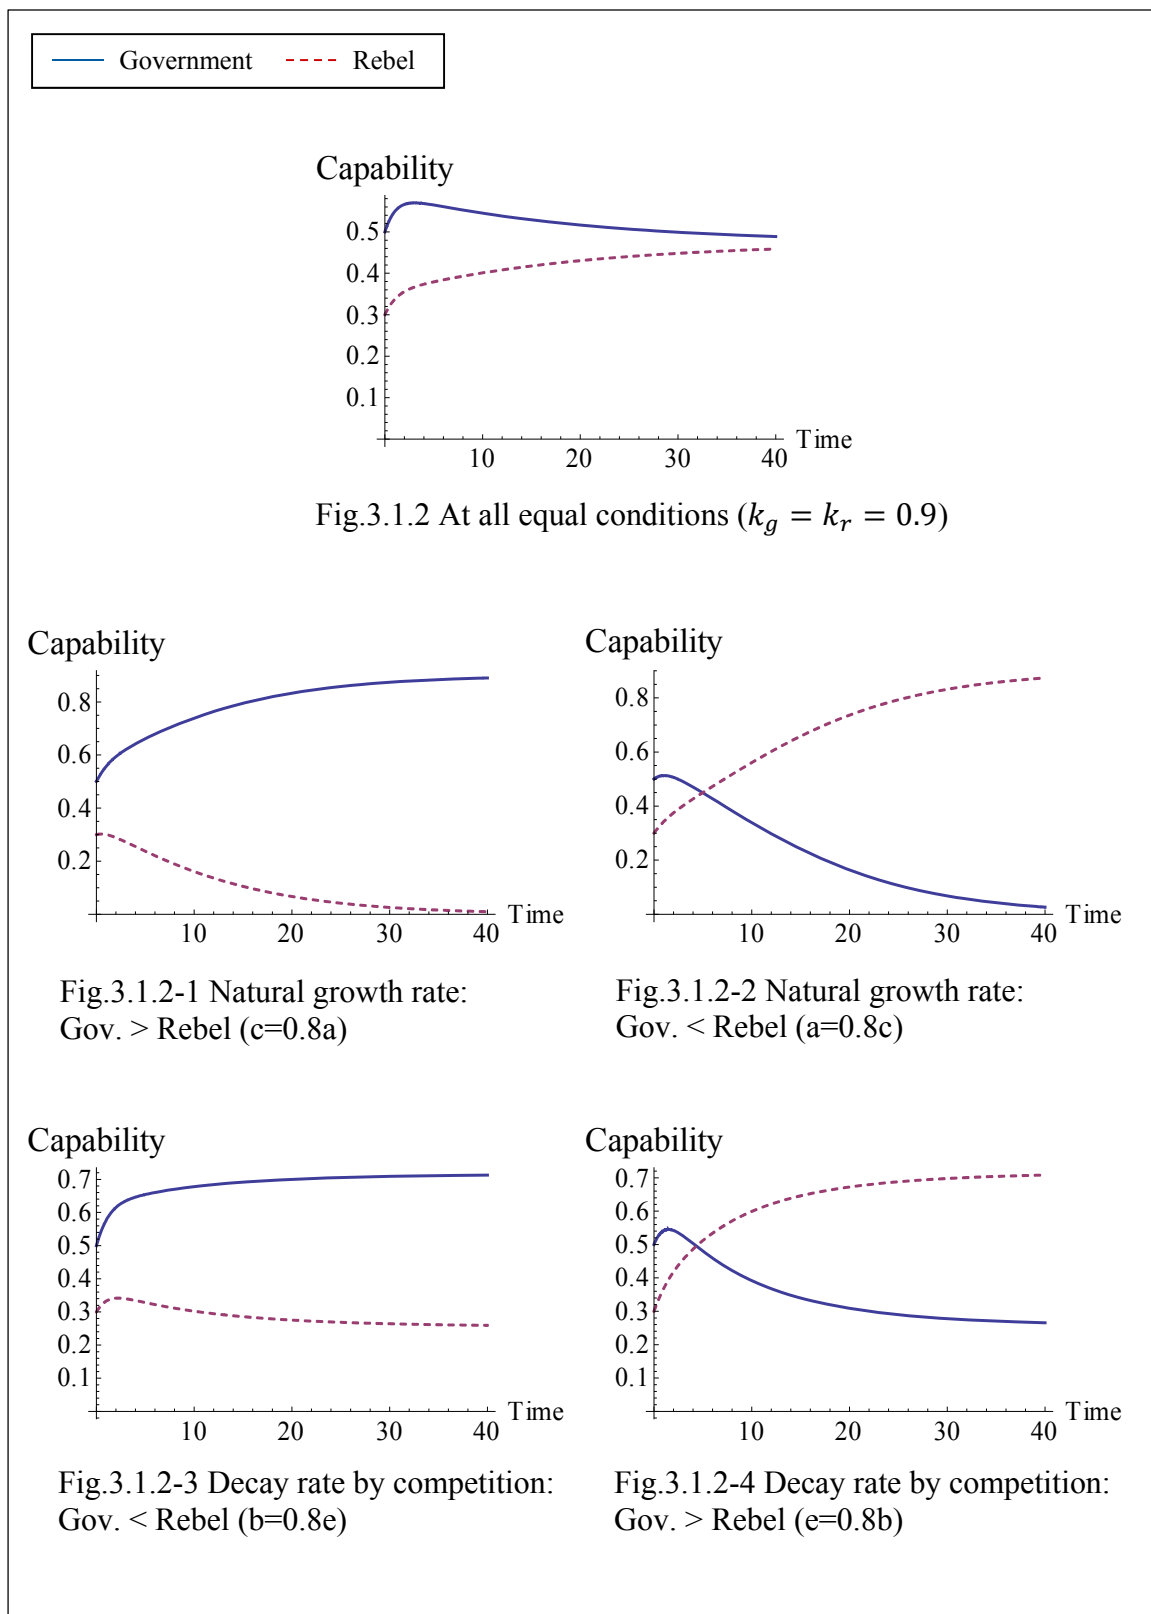 Government Rebel
Capability
0.5
0.4
0.3
0.2
0.1
Time
10 20 30 40
Fig.3.1.2 At all equal conditions (𝑘𝑔 = 𝑘𝑟 = 0.9)
Capability
0.8
0.6
0.4
0.2
Time
10 20 30 40
Fig.3.1.2-1 Natural growth rate:
Gov. > Rebel (c=0.8a)
Capability
0.8
0.6
0.4
0.2
Time
10 20 30 40
Fig.3.1.2-2 Natural growth rate:
Gov. < Rebel (a=0.8c)
Capability
0.7
0.6
0.5
0.4
0.3
0.2
0.1
Time
10 20 30 40
Fig.3.1.2-3 Decay rate by competition:
Gov. < Rebel (b=0.8e)
Capability
0.7
0.6
0.5
0.4
0.3
0.2
0.1
Time
10 20 30 40
Fig.3.1.2-4 Decay rate by competition:
Gov. > Rebel (e=0.8b)